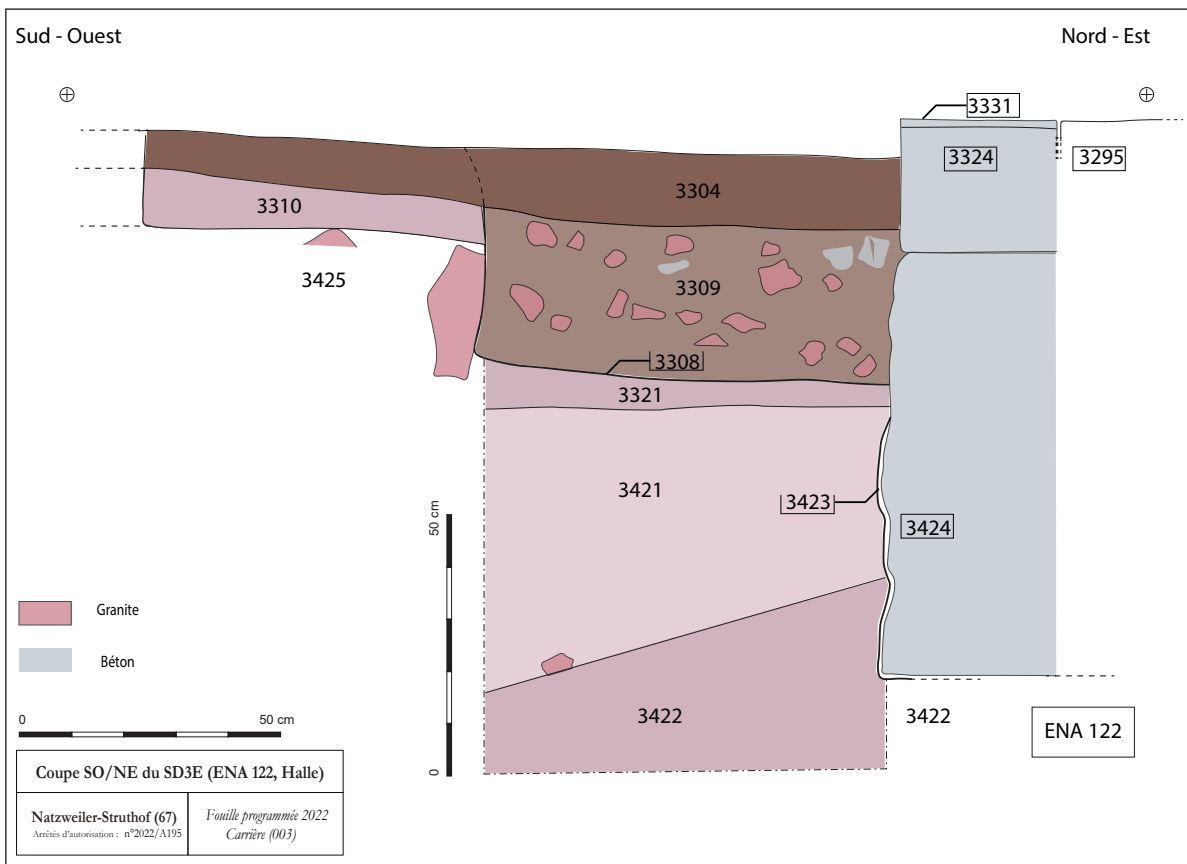 Sud - Ouest
Nord - Est
3331
3324
3295
3304
3310
3425
3309
3308
3321
3421
3423
3424
50 cm
0
Granite
Béton
0 50 cm
3422
3422
ENA 122
Coupe SO/NE du SD3E (ENA 122, Halle)
Natzweiler-Struthof (67)
Arrêtés d'autorisation : n°2022/A195
Fouille programmée 2022
Carrière (003)